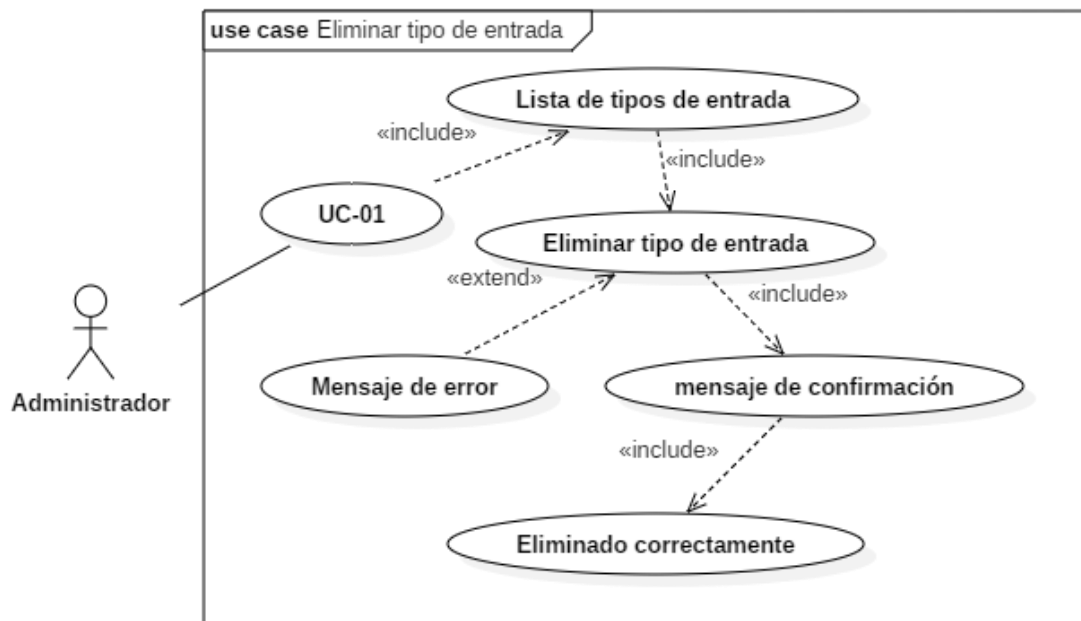 use case Eliminar tipo de entrada
Lista de tipos de entrada
«include»
«include»
UC-01
Eliminar tipo de entrada
«extend»
«include»
Administrador
Mensaje de error
mensaje de confirmación
«include»
Eliminado correctamente